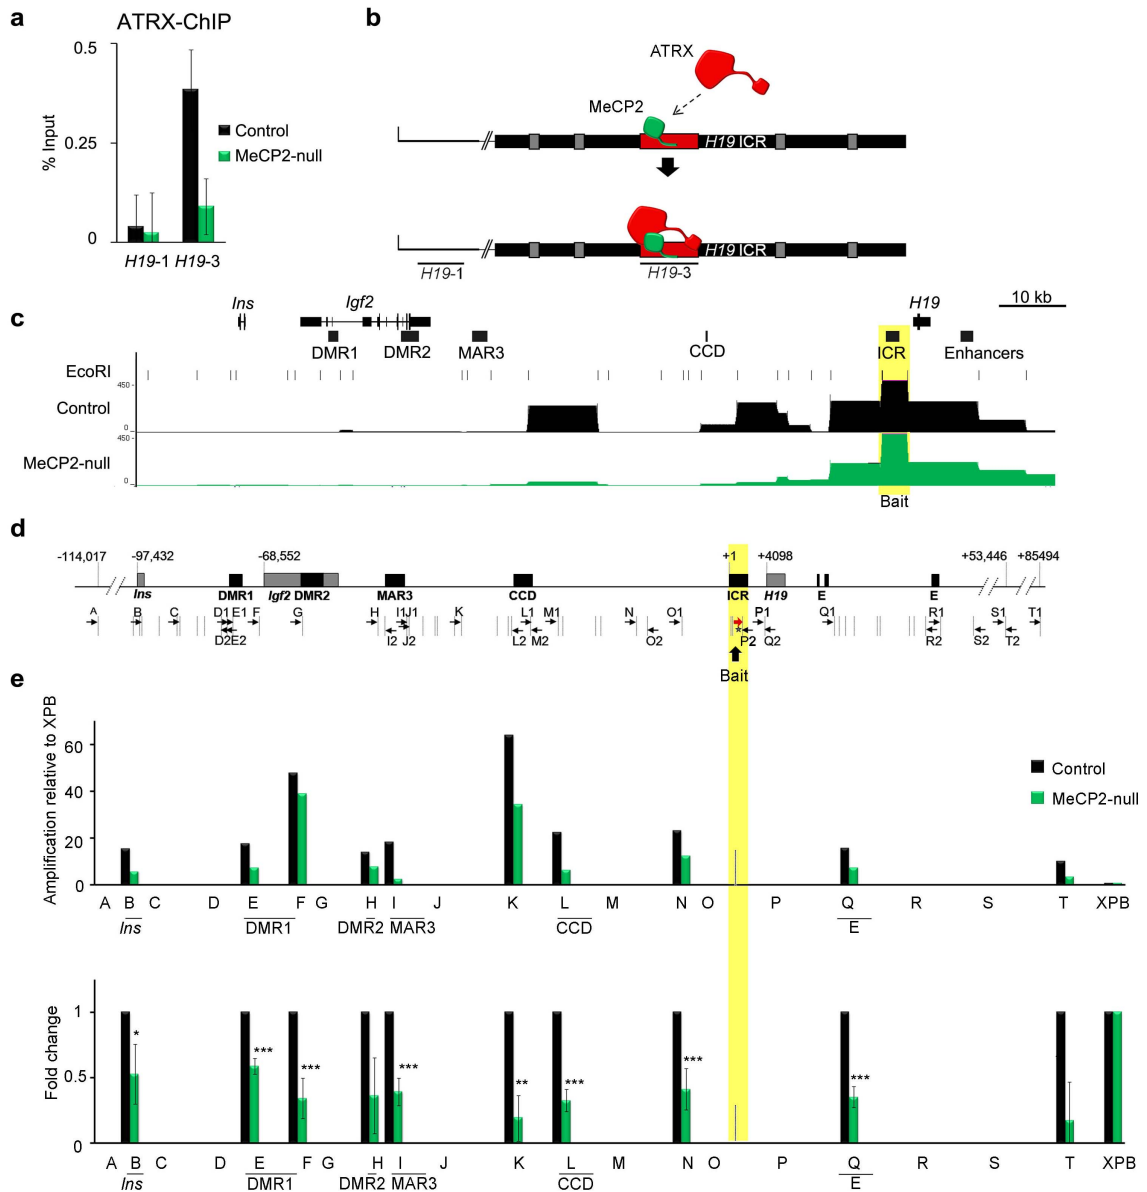 a
ATRX-ChIP
0.5
0.25
0
% Input
Control
MeCP2-null
H19-1 H19-3
b
ATRX
MeCP2
H19 ICR
H19 ICR
H19-1
H19-3
c
Ins
Igf2
H19
10 kb
DMR1
DMR2
MAR3
CCD
ICR
Enhancers
EcoRI
450
Control
0
450
MeCP2-null
0
Bait
d
-114,017
-97,432
-68,552
+1
+4098
+53,446
+85494
Ins
DMR1
Igf2 DMR2
MAR3
CCD
ICR
H19
E
E
A B C D1 E1 F G H I1 J1 K L1 M1 N O1 P1 Q1 R1 S1 T1
D2 E2 I2 J2 L2 M2 O2 * P2 Q2 R2 S2 T2
Bait
e
Amplification relative to XPB
60
40
20
0
Control
MeCP2-null
A B C D E F G H I J K L M N O P Q R S T XPB
Ins DMR1 DMR2 MAR3 CCD E
Fold change
1
0.5
0
* *** *** *** ** *** *** ***
A B C D E F G H I J K L M N O P Q R S T XPB
Ins DMR1 DMR2 MAR3 CCD E